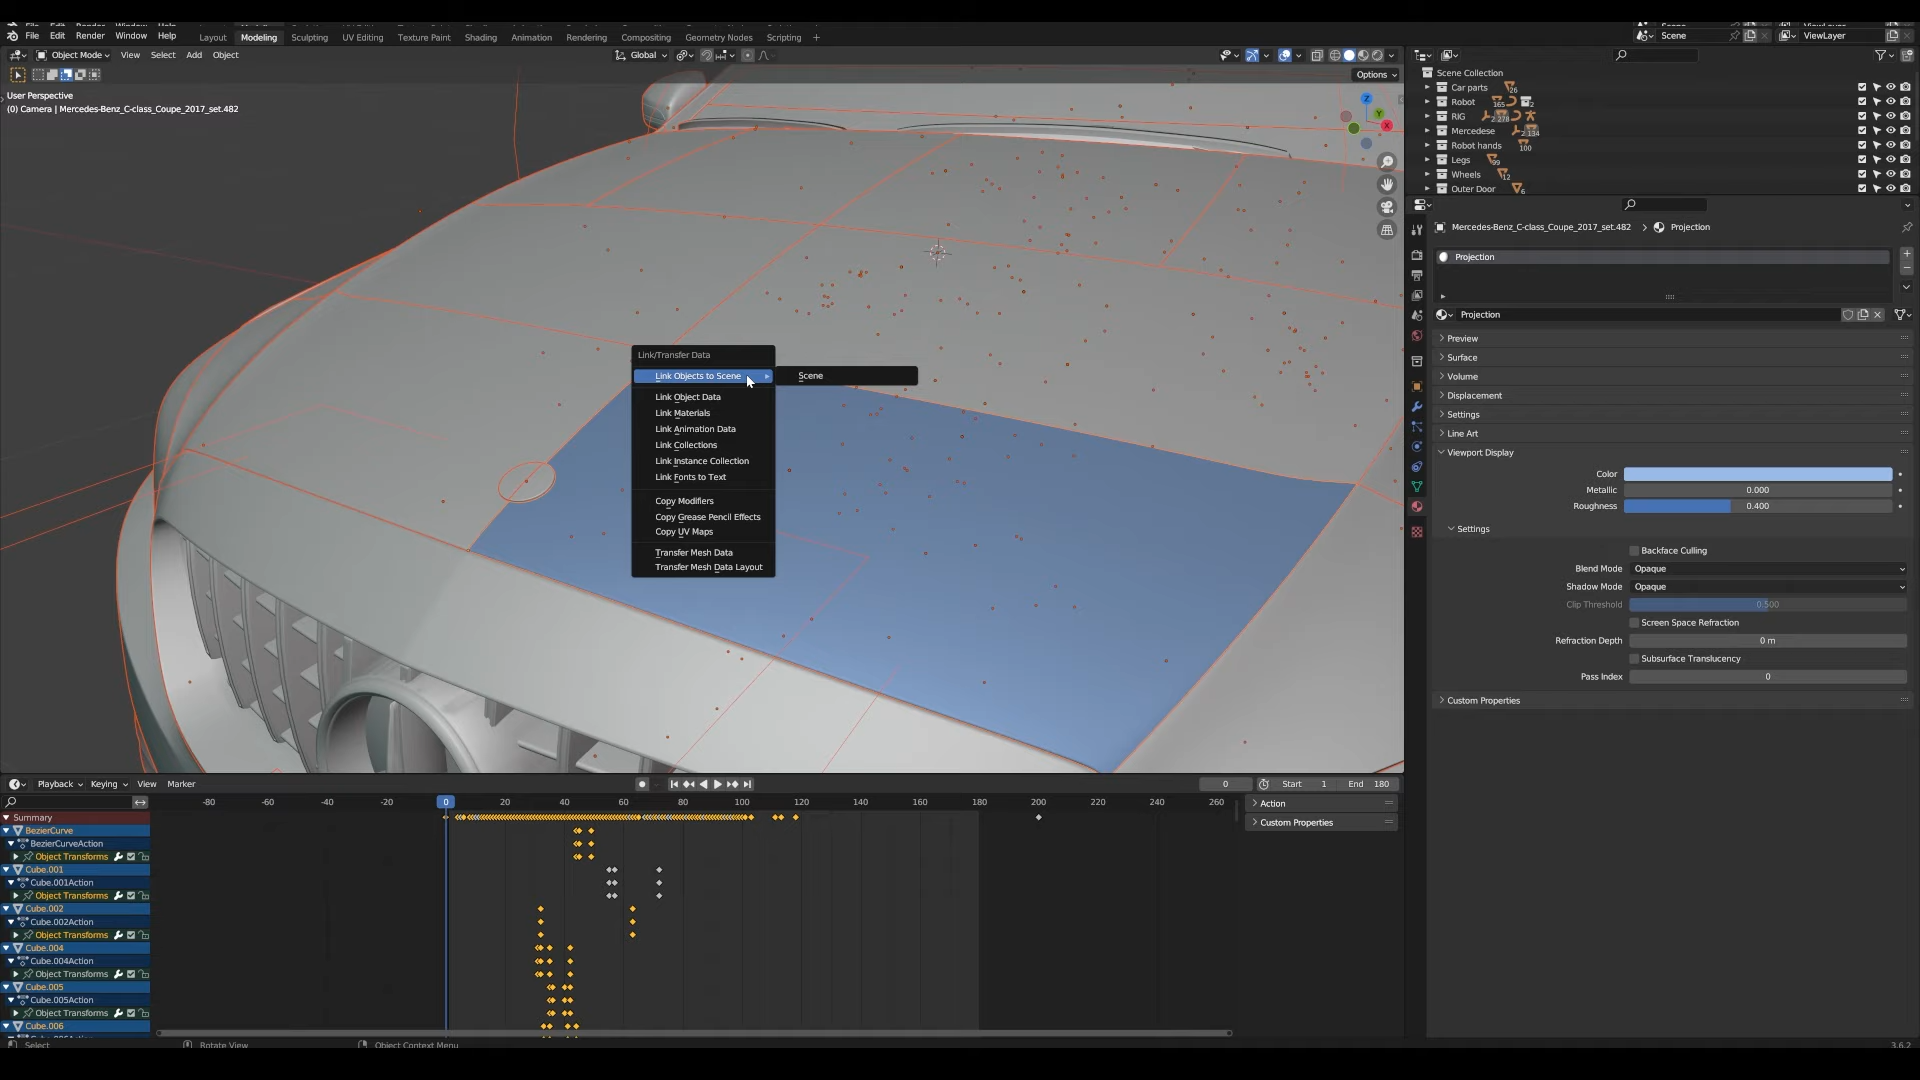 File Edit Render Window Help
Layout Modeling Sculpting UV Editing Texture Paint Shading Animation Rendering Compositing Geometry Nodes Scripting +
Scene
ViewLayer
Object Mode View Select Add Object
Global
Options
User Perspective
(0) Camera | Mercedes-Benz_C-class_Coupe_2017_set.482
Z
Y
X
Link/Transfer Data
Link Objects to Scene
Scene
Link Object Data
Link Materials
Link Animation Data
Link Collections
Link Instance Collection
Link Fonts to Text
Copy Modifiers
Copy Grease Pencil Effects
Copy UV Maps
Transfer Mesh Data
Transfer Mesh Data Layout
Scene Collection
Car parts 26
Robot 165 2
RIG 2 278
Mercedese 2 134
Robot hands 100
Legs 99
Wheels 12
Outer Door 6
Mercedes-Benz_C-class_Coupe_2017_set.482 > Projection
Projection
Projection
Preview
Surface
Volume
Displacement
Settings
Line Art
Viewport Display
Color
Metallic 0.000
Roughness 0.400
Settings
Backface Culling
Blend Mode Opaque
Shadow Mode Opaque
Clip Threshold 0.500
Screen Space Refraction
Refraction Depth 0 m
Subsurface Translucency
Pass Index 0
Custom Properties
Playback Keying View Marker
0 Start 1 End 180
-80 -60 -40 -20 0 20 40 60 80 100 120 140 160 180 200 220 240 260
Action
Custom Properties
Summary
BezierCurve
BezierCurveAction
Object Transforms
Cube.001
Cube.001Action
Object Transforms
Cube.002
Cube.002Action
Object Transforms
Cube.004
Cube.004Action
Object Transforms
Cube.005
Cube.005Action
Object Transforms
Cube.006
Select Rotate View Object Context Menu 3.6.2